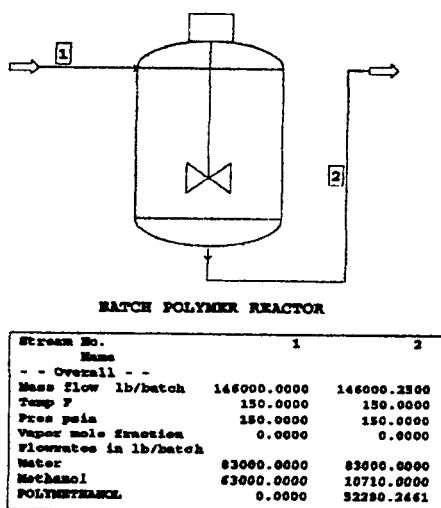 1
2
BATCH POLYMER REACTOR
Stream No. 1 2
Name
- - Overall - -
Mass flow lb/batch 146000.0000 146000.2500
Temp F 150.0000 150.0000
Pres psia 150.0000 150.0000
Vapor mole fraction 0.0000 0.0000
Flowrates in lb/batch
Water 83000.0000 83000.0000
Methanol 63000.0000 10710.0000
POLYMETHANOL 0.0000 52290.2461